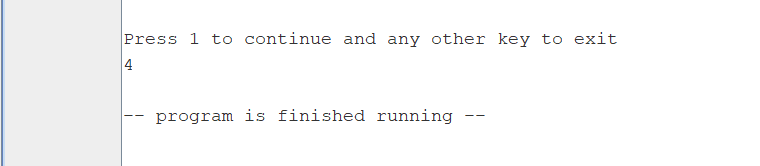 Press 1 to continue and any other key to exit
4
-- program is finished running --